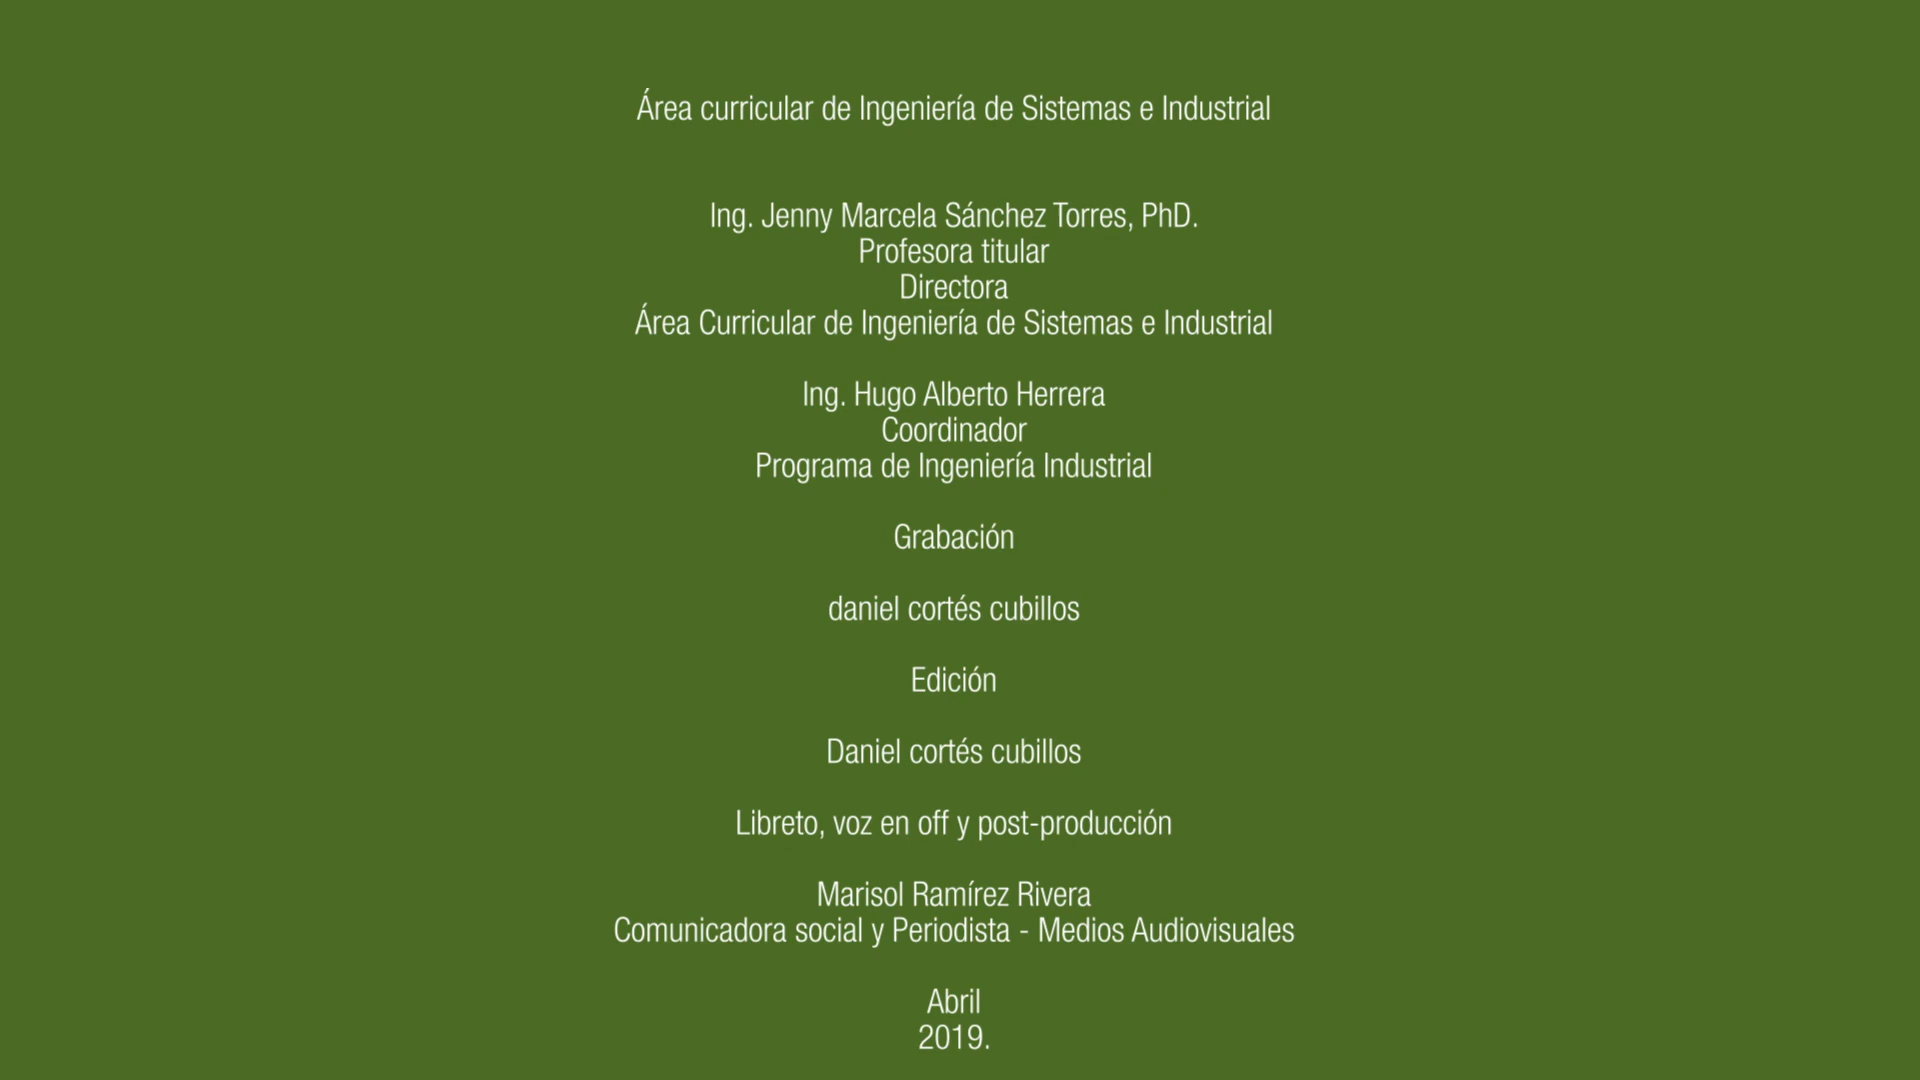 Área curricular de Ingeniería de Sistemas e Industrial
Ing. Jenny Marcela Sánchez Torres, PhD.
Profesora titular
Directora
Área Curricular de Ingeniería de Sistemas e Industrial
Ing. Hugo Alberto Herrera
Coordinador
Programa de Ingeniería Industrial
Grabación
daniel cortés cubillos
Edición
Daniel cortés cubillos
Libreto, voz en off y post-producción
Marisol Ramírez Rivera
Comunicadora social y Periodista - Medios Audiovisuales
Abril
2019.